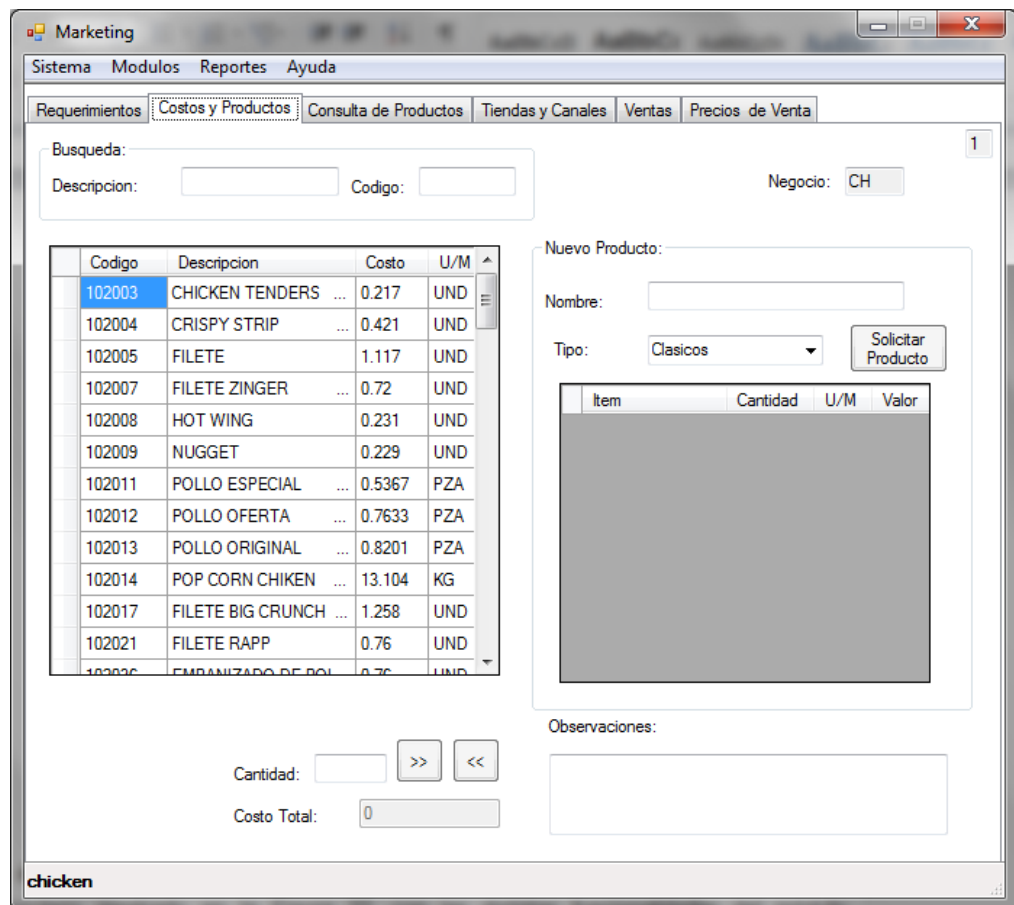 Marketing
Sistema Modulos Reportes Ayuda
Requerimientos Costos y Productos Consulta de Productos Tiendas y Canales Ventas Precios de Venta
1
Busqueda:
Descripcion: Codigo:
Negocio: CH
Codigo Descripcion Costo U/M
102003 CHICKEN TENDERS ... 0.217 UND
102004 CRISPY STRIP ... 0.421 UND
102005 FILETE 1.117 UND
102007 FILETE ZINGER ... 0.72 UND
102008 HOT WING 0.231 UND
102009 NUGGET 0.229 UND
102011 POLLO ESPECIAL ... 0.5367 PZA
102012 POLLO OFERTA ... 0.7633 PZA
102013 POLLO ORIGINAL ... 0.8201 PZA
102014 POP CORN CHIKEN ... 13.104 KG
102017 FILETE BIG CRUNCH ... 1.258 UND
102021 FILETE RAPP 0.76 UND
EMPANIZADO DE 0.76 UND
Nuevo Producto:
Nombre:
Tipo: Clasicos
Solicitar
Producto
Item Cantidad U/M Valor
Cantidad: >> <<
Costo Total: 0
Observaciones:
chicken